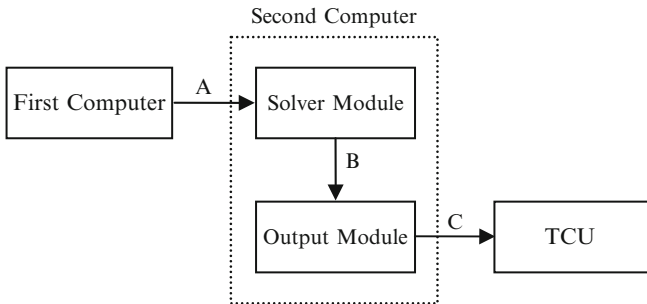 Second Computer
First Computer
A
Solver Module
B
Output Module
C
TCU